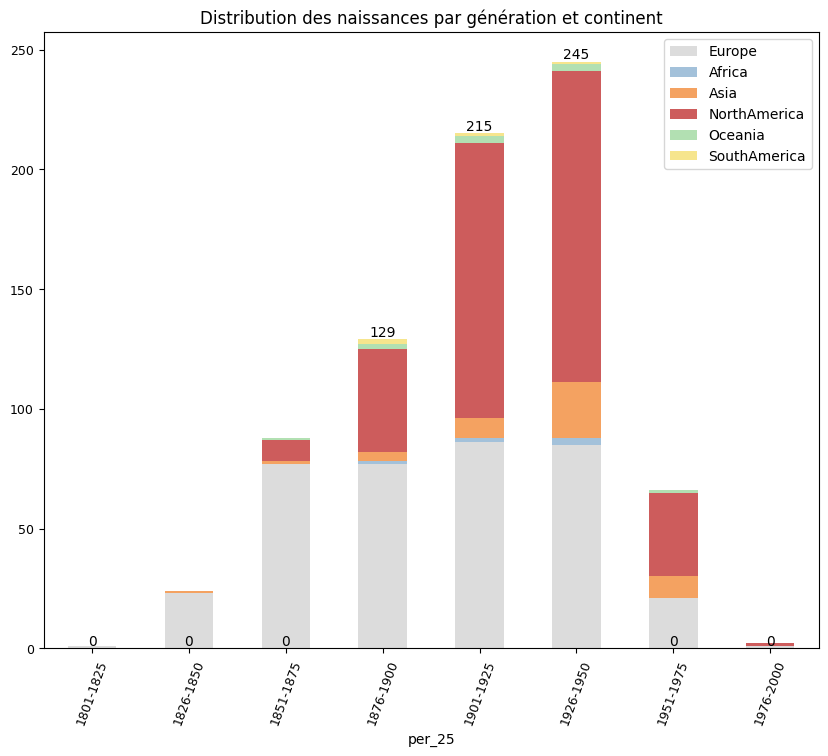 Distribution des naissances par génération et continent
250
200
150
100
50
0
Europe
Africa
Asia
NorthAmerica
Oceania
SouthAmerica
245
215
129
0
0
0
0
0
1801-1825
1826-1850
1851-1875
1876-1900
1901-1925
1926-1950
1951-1975
1976-2000
per_25